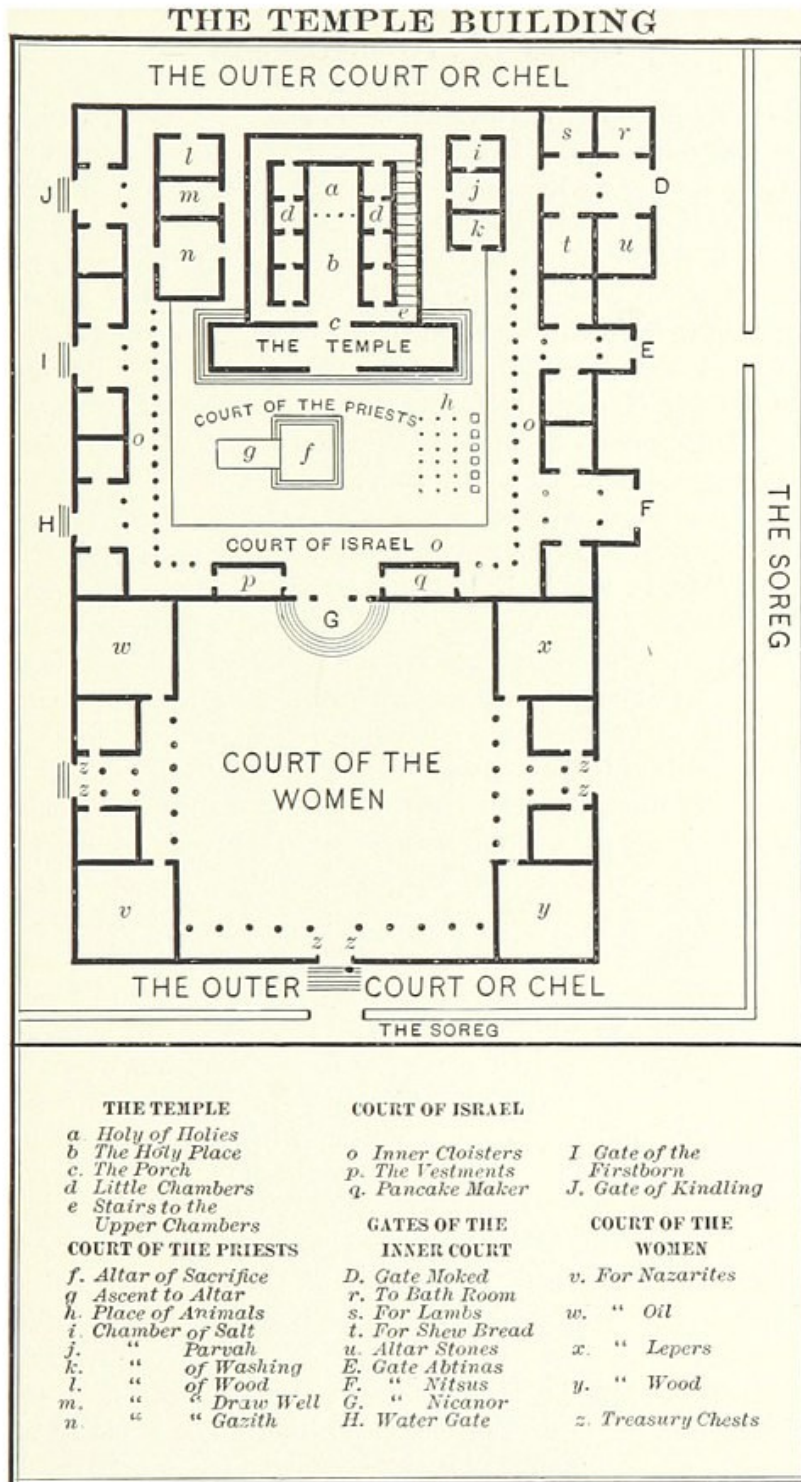 THE TEMPLE BUILDING
THE OUTER COURT OR CHEL
s r
l i
J a D
m j
d d
k
n t u
b
e
c
THE TEMPLE
I E
COURT OF THE PRIESTS h
o o
g f
H F
COURT OF ISRAEL o
THE SOREG
p q
G
w x
COURT OF THE
WOMEN
z z
z z
v y
z z
THE OUTER COURT OR CHEL
THE SOREG
THE TEMPLE
a. Holy of Holies
b The Holy Place
c. The Porch
d Little Chambers
e Stairs to the
Upper Chambers
COURT OF THE PRIESTS
f. Altar of Sacrifice
g Ascent to Altar
h. Place of Animals
i. Chamber of Salt
j. “ Parvah
k. “ of Washing
l. “ of Wood
m. “ “ Draw Well
n. “ “ Gazith
COURT OF ISRAEL
o Inner Cloisters
p. The Vestments
q. Pancake Maker
GATES OF THE
INNER COURT
D. Gate Moked
r. To Bath Room
s. For Lambs
t. For Shew Bread
u. Altar Stones
E. Gate Abtinas
F. “ Nitsus
G. “ Nicanor
H. Water Gate
I Gate of the
Firstborn
J. Gate of Kindling
COURT OF THE
WOMEN
v. For Nazarites
w. “ Oil
x. “ Lepers
y. “ Wood
z. Treasury Chests